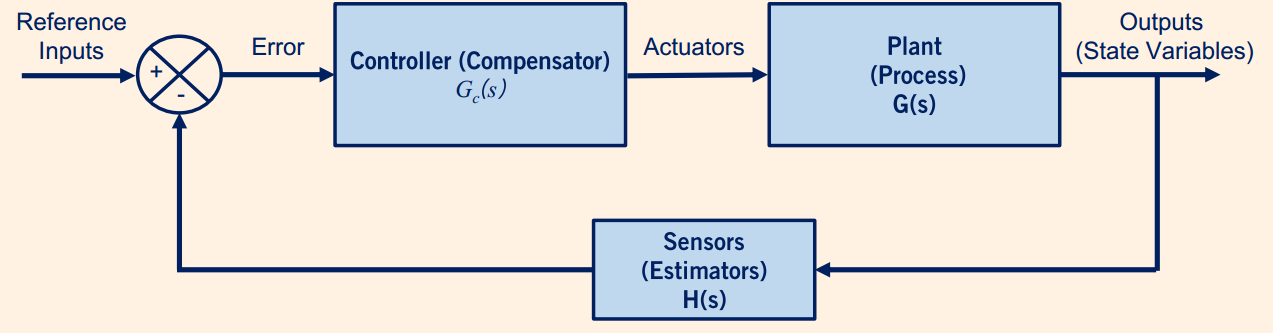 Reference
Inputs
+
-
Error
Controller (Compensator)
G_c(s)
Actuators
Plant
(Process)
G(s)
Outputs
(State Variables)
Sensors
(Estimators)
H(s)